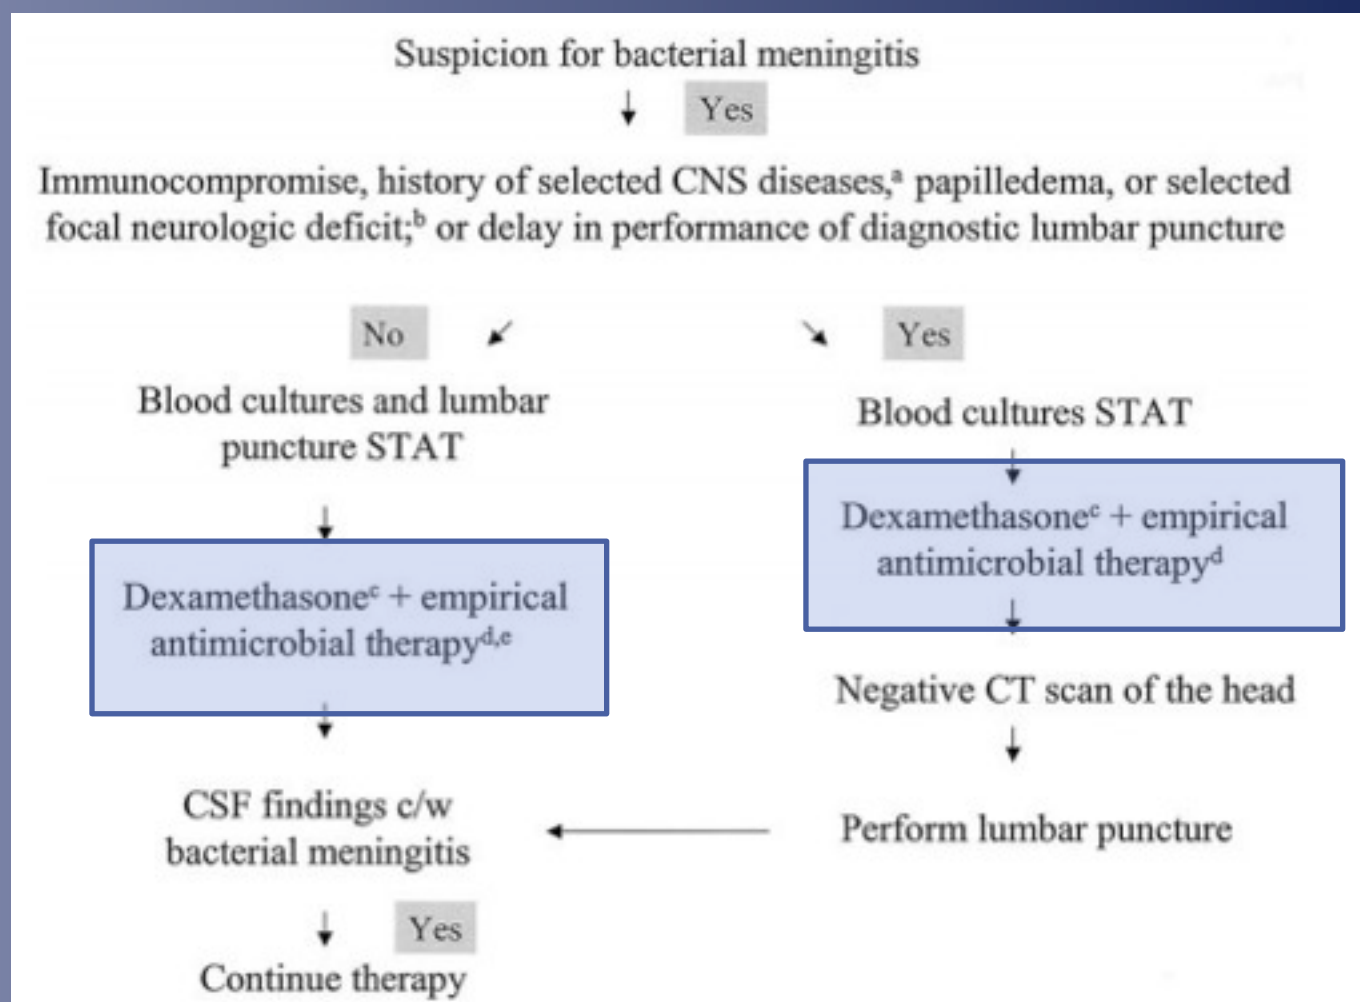 Suspicion for bacterial meningitis
Yes
Immunocompromise, history of selected CNS diseases,ᵃ papilledema, or selected
focal neurologic deficit;ᵇ or delay in performance of diagnostic lumbar puncture
No
Yes
Blood cultures and lumbar
puncture STAT
Blood cultures STAT
Dexamethasoneᶜ + empirical
antimicrobial therapyᵈ
Dexamethasoneᶜ + empirical
antimicrobial therapyᵈ,ᵉ
Negative CT scan of the head
CSF findings c/w
bacterial meningitis
Perform lumbar puncture
Yes
Continue therapy